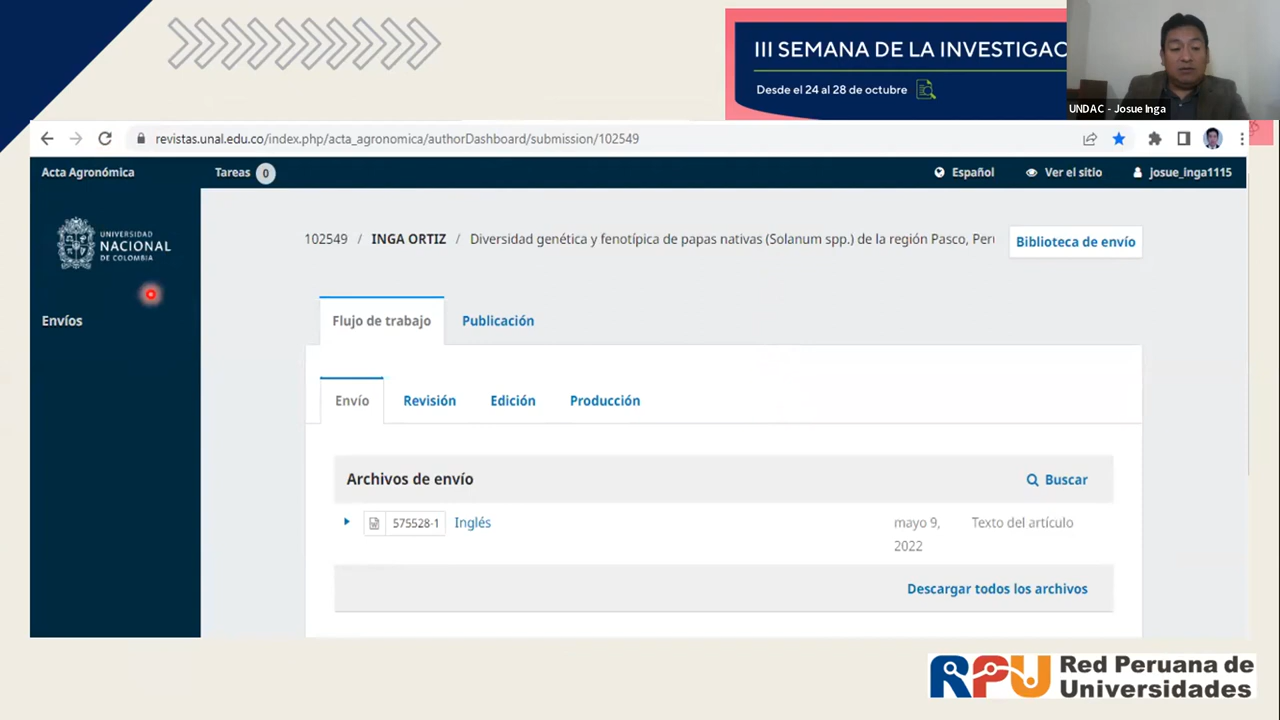 III SEMANA DE LA INVESTIGAC
Desde el 24 al 28 de octubre
UNDAC - Josue Inga
revistas.unal.edu.co/index.php/acta_agronomica/authorDashboard/submission/102549
Acta Agronómica
Tareas 0
Español
Ver el sitio
josue_inga1115
UNIVERSIDAD
NACIONAL
DE COLOMBIA
Envíos
102549 / INGA ORTIZ / Diversidad genética y fenotípica de papas nativas (Solanum spp.) de la región Pasco, Perú
Biblioteca de envío
Flujo de trabajo
Publicación
Envío
Revisión
Edición
Producción
Archivos de envío
Buscar
575528-1
Inglés
mayo 9,
2022
Texto del artículo
Descargar todos los archivos
RPU
Red Peruana de
Universidades